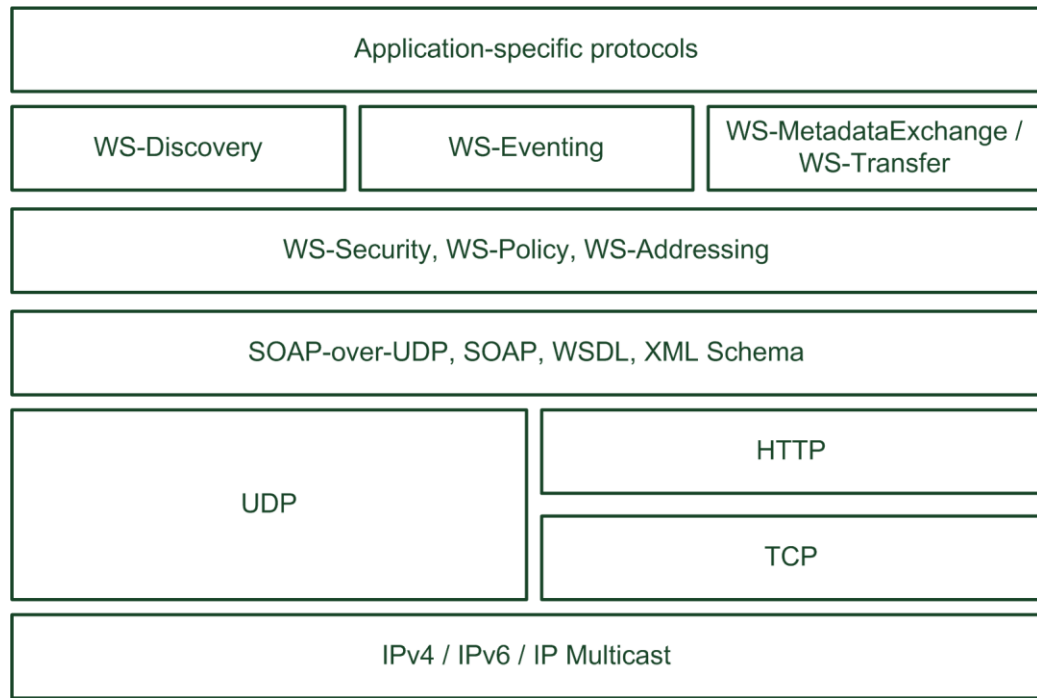 Application-specific protocols
WS-Discovery
WS-Eventing
WS-MetadataExchange /
WS-Transfer
WS-Security, WS-Policy, WS-Addressing
SOAP-over-UDP, SOAP, WSDL, XML Schema
UDP
HTTP
TCP
IPv4 / IPv6 / IP Multicast